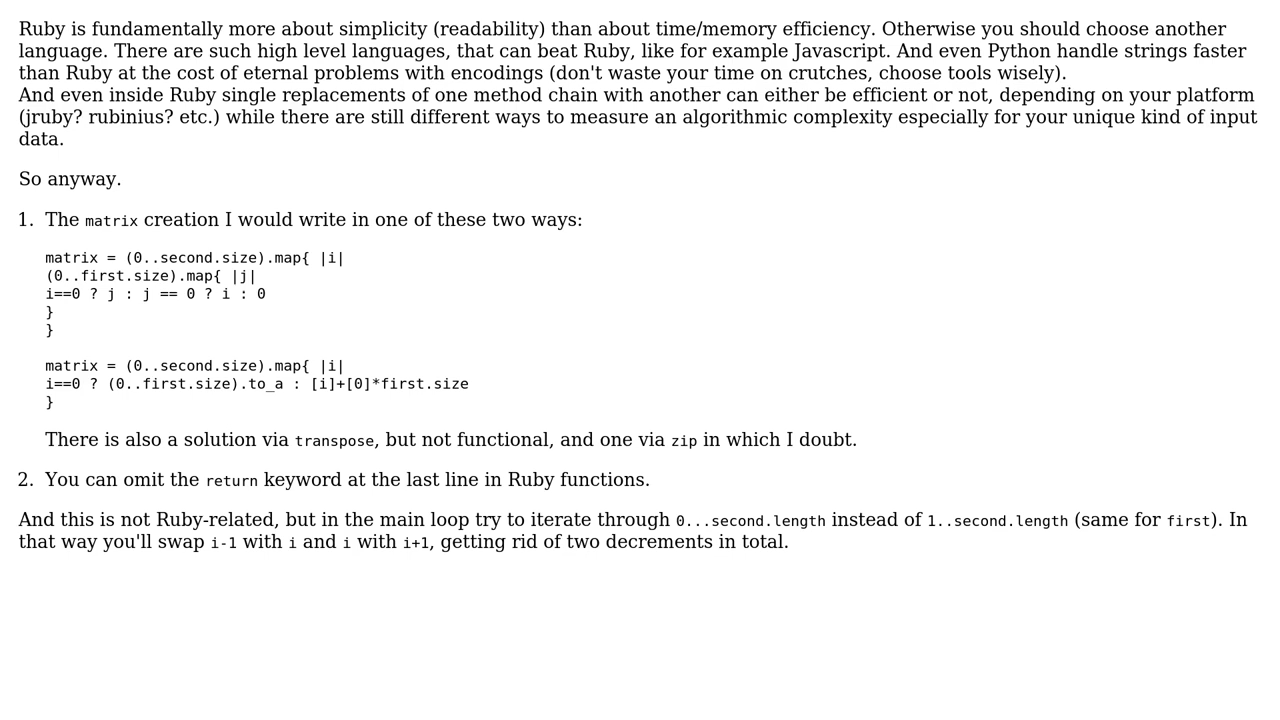 Ruby is fundamentally more about simplicity (readability) than about time/memory efficiency. Otherwise you should choose another
language. There are such high level languages, that can beat Ruby, like for example Javascript. And even Python handle strings faster
than Ruby at the cost of eternal problems with encodings (don't waste your time on crutches, choose tools wisely).
And even inside Ruby single replacements of one method chain with another can either be efficient or not, depending on your platform
(jruby? rubinius? etc.) while there are still different ways to measure an algorithmic complexity especially for your unique kind of input
data.
So anyway.
1. The matrix creation I would write in one of these two ways:
matrix = (0..second.size).map{ |i|
(0..first.size).map{ |j|
i==0 ? j : j == 0 ? i : 0
}
}
matrix = (0..second.size).map{ |i|
i==0 ? (0..first.size).to_a : [i]+[0]*first.size
}
There is also a solution via transpose, but not functional, and one via zip in which I doubt.
2. You can omit the return keyword at the last line in Ruby functions.
And this is not Ruby-related, but in the main loop try to iterate through 0...second.length instead of 1..second.length (same for first). In
that way you'll swap i-1 with i and i with i+1, getting rid of two decrements in total.